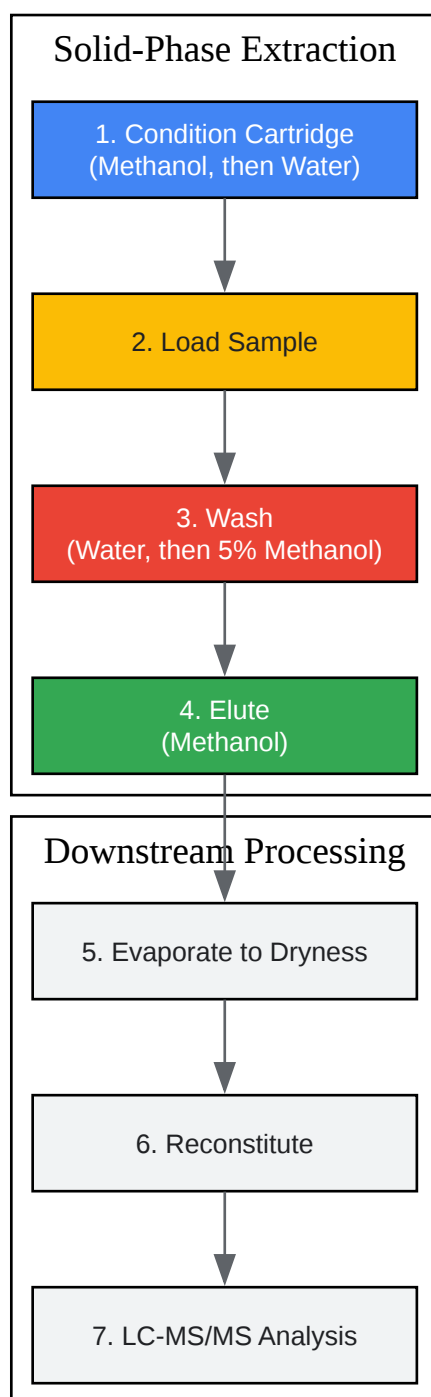 Solid-Phase Extraction
1. Condition Cartridge
(Methanol, then Water)
2. Load Sample
3. Wash
(Water, then 5% Methanol)
4. Elute
(Methanol)
Downstream Processing
5. Evaporate to Dryness
6. Reconstitute
7. LC-MS/MS Analysis